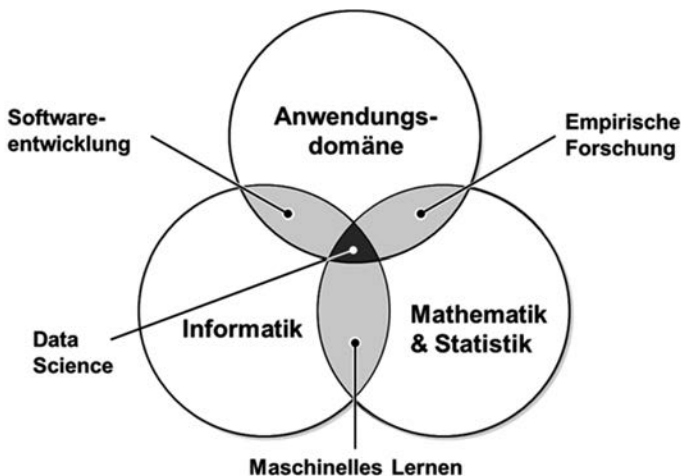 Software-
entwicklung
Anwendungs-
domäne
Empirische
Forschung
Data
Science
Informatik
Mathematik
& Statistik
Maschinelles Lernen